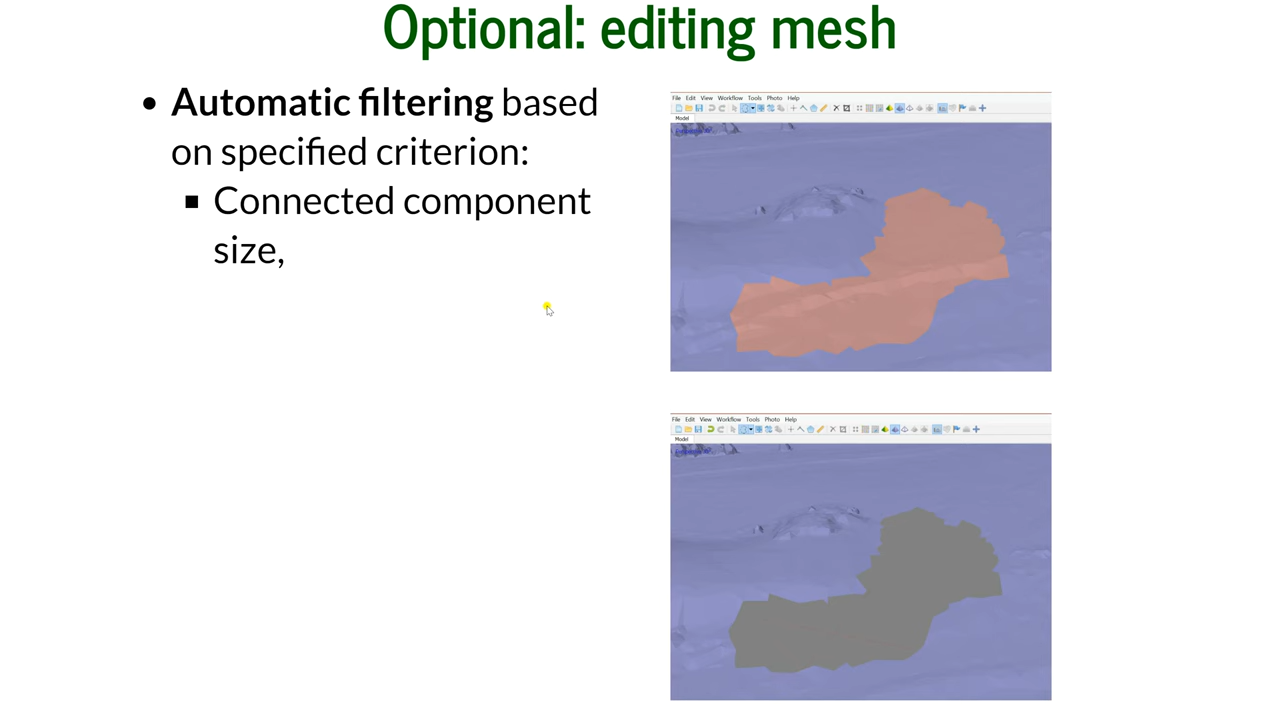 Optional: editing mesh
• Automatic filtering based
on specified criterion:
▪ Connected component
size,
File Edit View Workflow Tools Photo Help
Model
File Edit View Workflow Tools Photo Help
Model